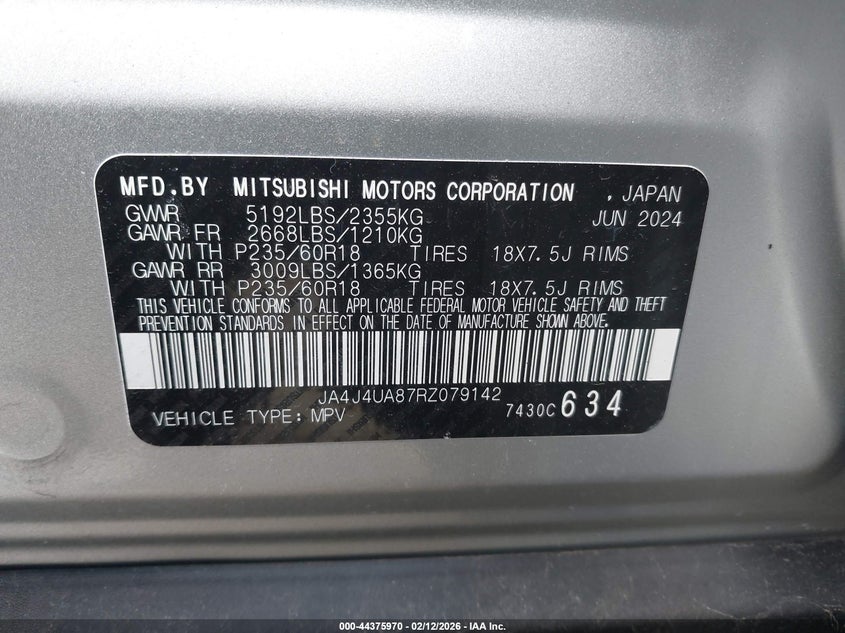 MFD.BY MITSUBISHI MOTORS CORPORATION , JAPAN
GVWR 5192LBS/2355KG JUN 2024
GAWR FR 2668LBS/1210KG
WITH P235/60R18 TIRES 18X7.5J RIMS
GAWR RR 3009LBS/1365KG
WITH P235/60R18 TIRES 18X7.5J RIMS
THIS VEHICLE CONFORMS TO ALL APPLICABLE FEDERAL MOTOR VEHICLE SAFETY AND THEFT
PREVENTION STANDARDS IN EFFECT ON THE DATE OF MANUFACTURE SHOWN ABOVE.
JA4J4UA87RZ079142
VEHICLE TYPE: MPV 7430C 634
000-44375970 - 02/12/2026 - IAA Inc.